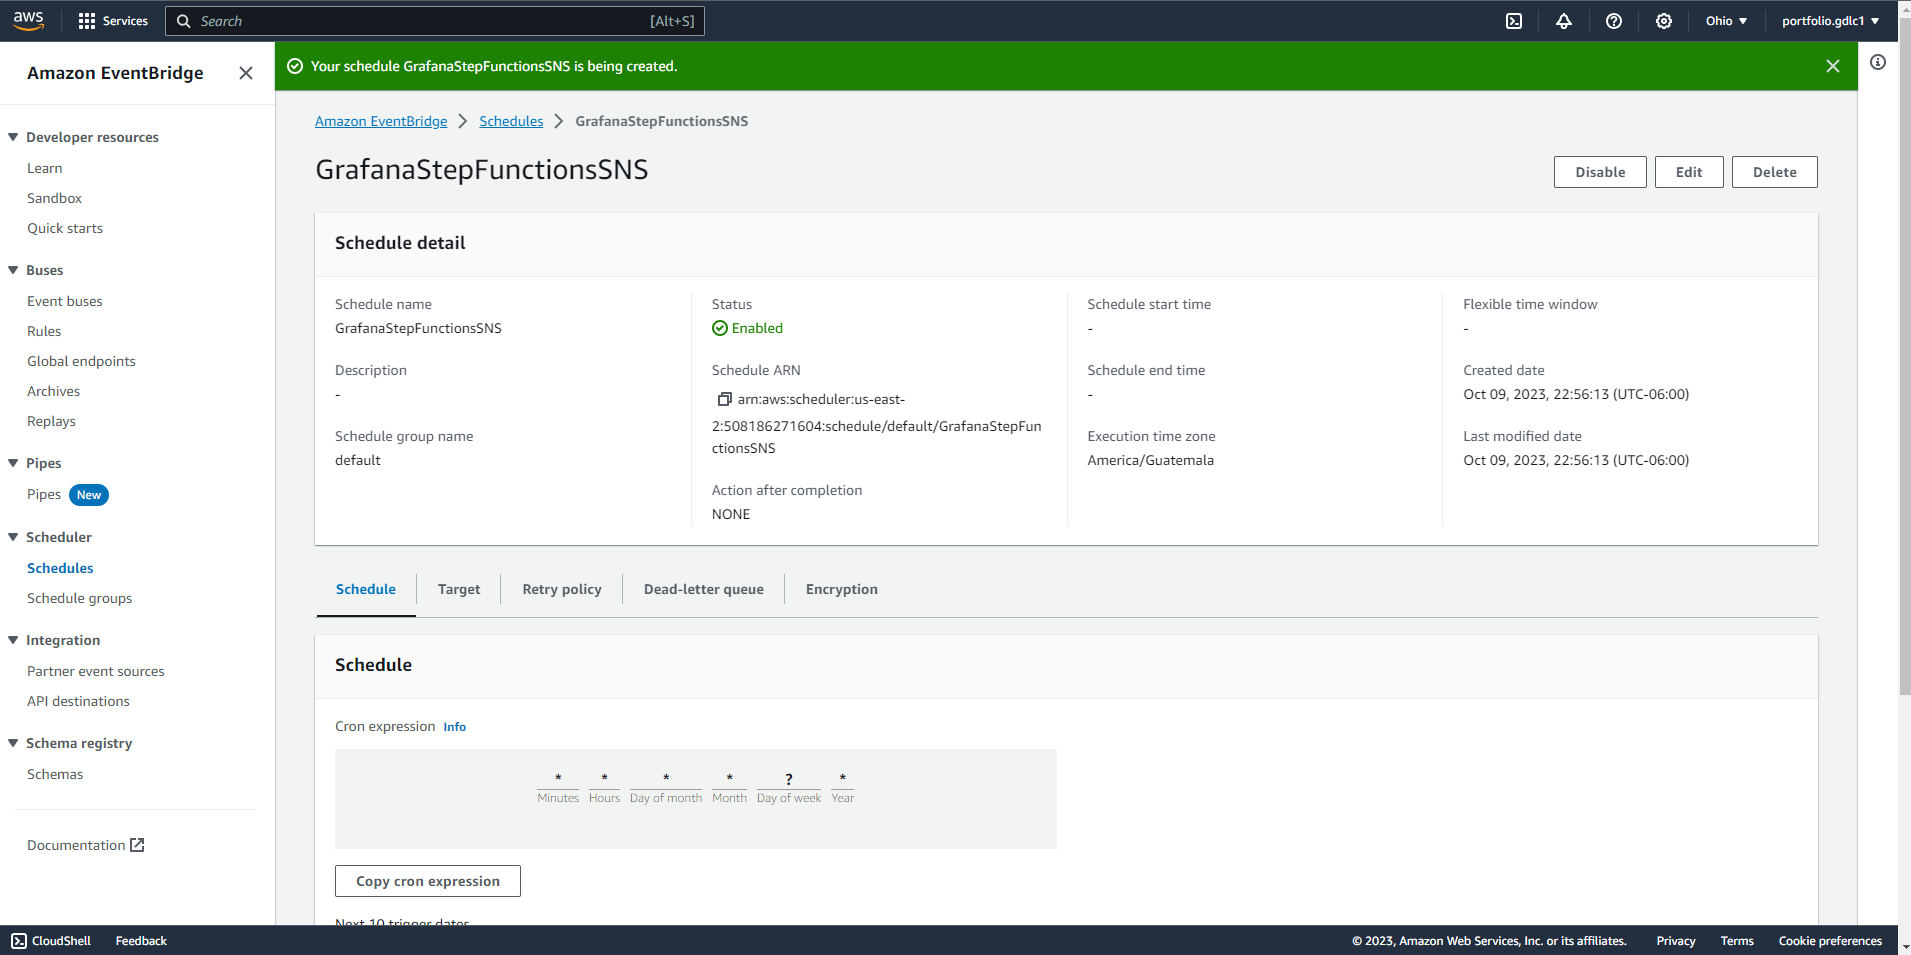 aws
Services
Search
[Alt+S]
Ohio ▼
portfolio.gdlc1 ▼
Amazon EventBridge
Developer resources
Learn
Sandbox
Quick starts
Buses
Event buses
Rules
Global endpoints
Archives
Replays
Pipes
Pipes New
Scheduler
Schedules
Schedule groups
Integration
Partner event sources
API destinations
Schema registry
Schemas
Documentation
Your schedule GrafanaStepFunctionsSNS is being created.
Amazon EventBridge > Schedules > GrafanaStepFunctionsSNS
GrafanaStepFunctionsSNS
Disable
Edit
Delete
Schedule detail
Schedule name
GrafanaStepFunctionsSNS
Description
-
Schedule group name
default
Status
Enabled
Schedule ARN
arn:aws:scheduler:us-east-
2:508186271604:schedule/default/GrafanaStepFun
ctionsSNS
Action after completion
NONE
Schedule start time
-
Schedule end time
-
Execution time zone
America/Guatemala
Flexible time window
-
Created date
Oct 09, 2023, 22:56:13 (UTC-06:00)
Last modified date
Oct 09, 2023, 22:56:13 (UTC-06:00)
Schedule
Target
Retry policy
Dead-letter queue
Encryption
Schedule
Cron expression Info
* * * * ? *
Minutes Hours Day of month Month Day of week Year
Copy cron expression
Next 10 trigger dates
CloudShell
Feedback
© 2023, Amazon Web Services, Inc. or its affiliates.
Privacy
Terms
Cookie preferences